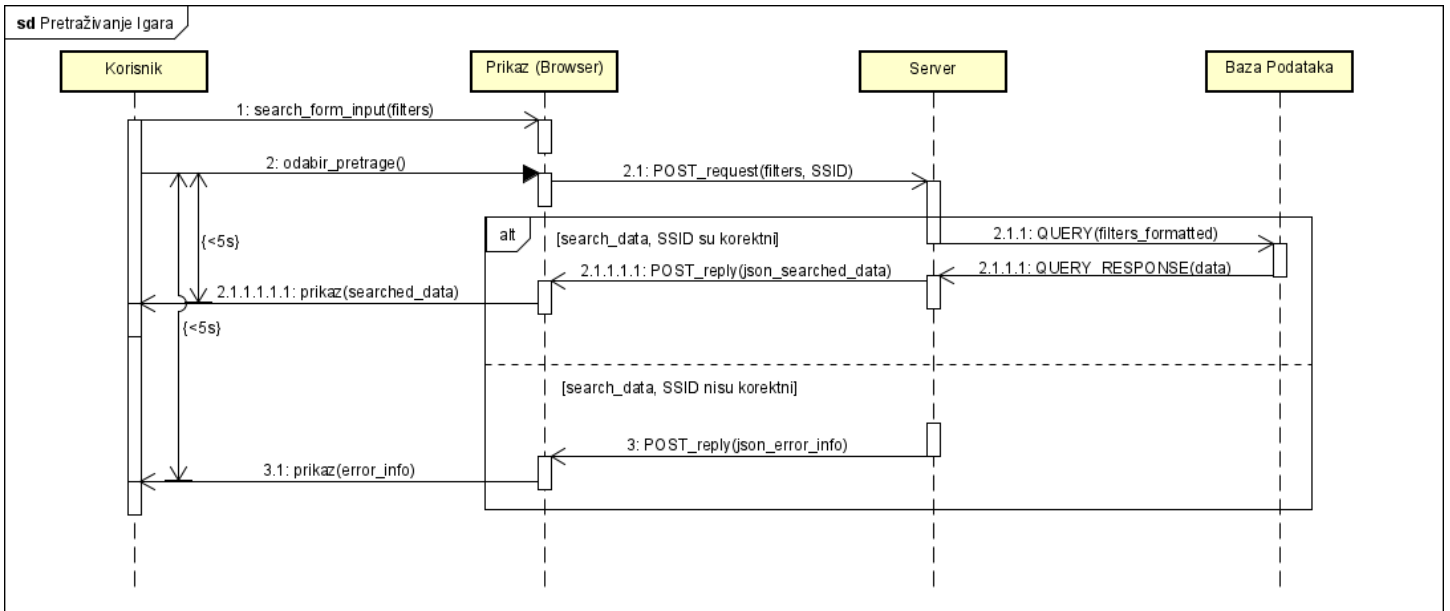 sd Pretraživanje Igara
Korisnik
Prikaz (Browser)
Server
Baza Podataka
1: search_form_input(filters)
2: odabir_pretrage()
2.1: POST_request(filters, SSID)
alt
[search_data, SSID su korektni]
2.1.1: QUERY(filters_formatted)
{<5s}
2.1.1.1.1: POST_reply(json_searched_data)
2.1.1.1: QUERY_RESPONSE(data)
2.1.1.1.1.1: prikaz(searched_data)
{<5s}
[search_data, SSID nisu korektni]
3: POST_reply(json_error_info)
3.1: prikaz(error_info)